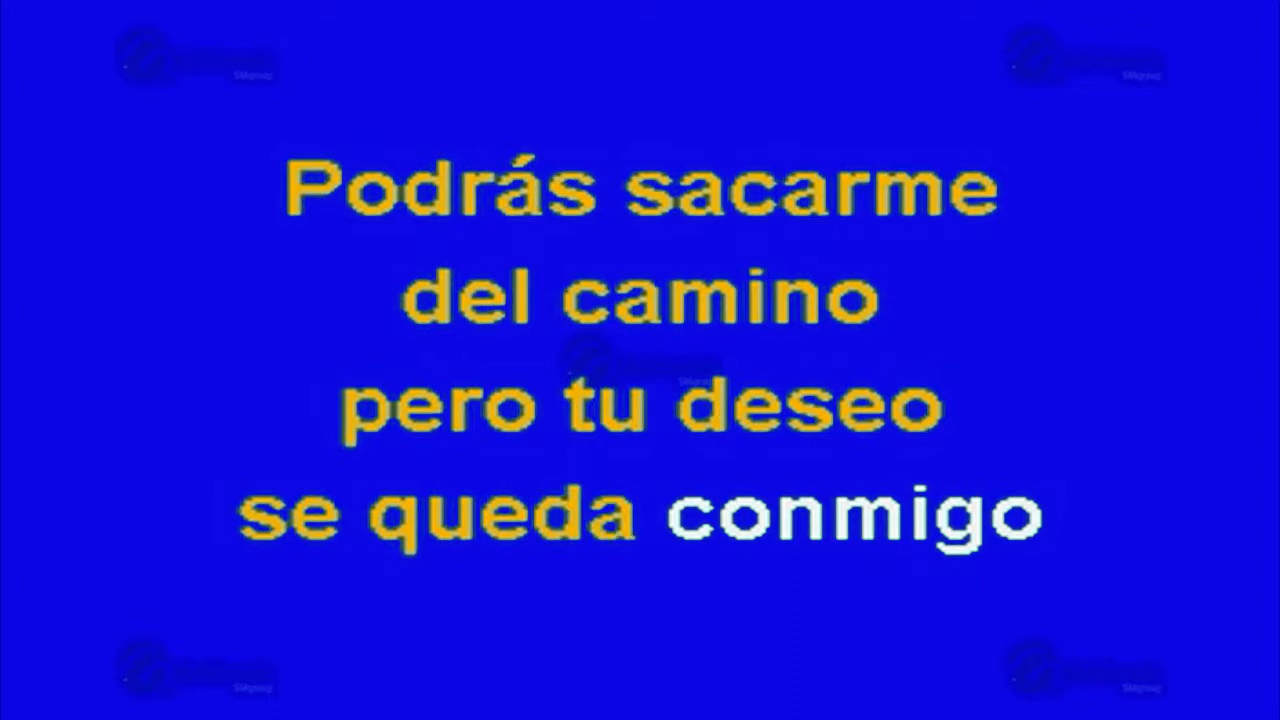 Podrás sacarme
del camino
pero tu deseo
se queda conmigo